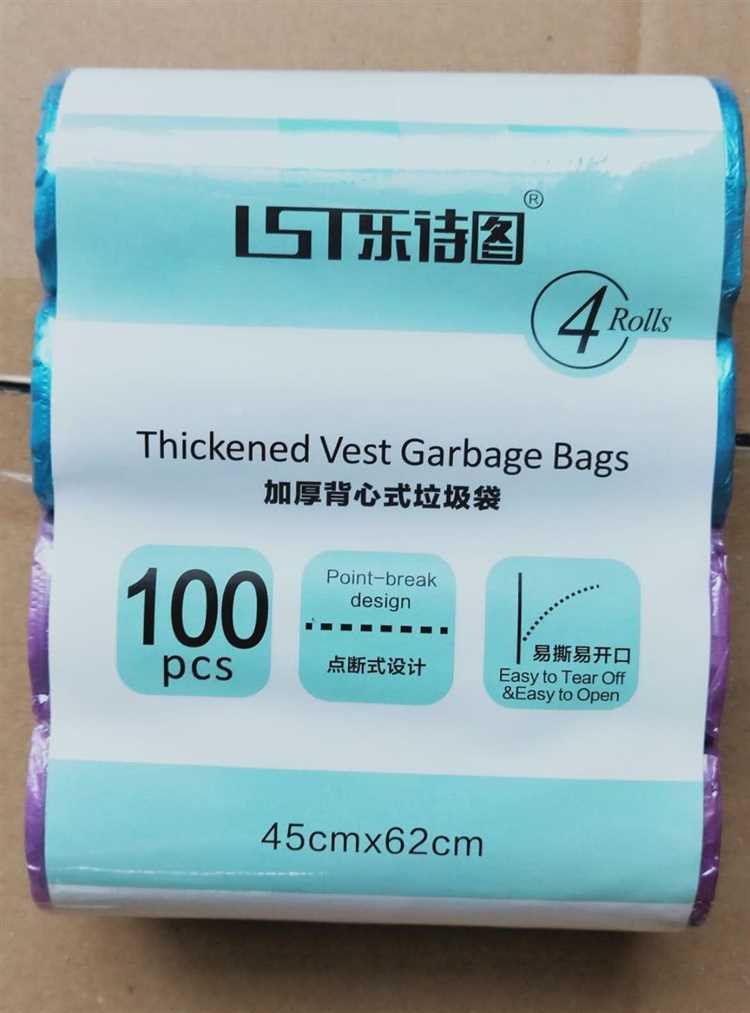 LST乐诗图®
4 Rolls
Thickened Vest Garbage Bags
加厚背心式垃圾袋
100
pcs
Point-break
design
点断式设计
易撕易开口
Easy to Tear Off
&Easy to Open
45cmx62cm